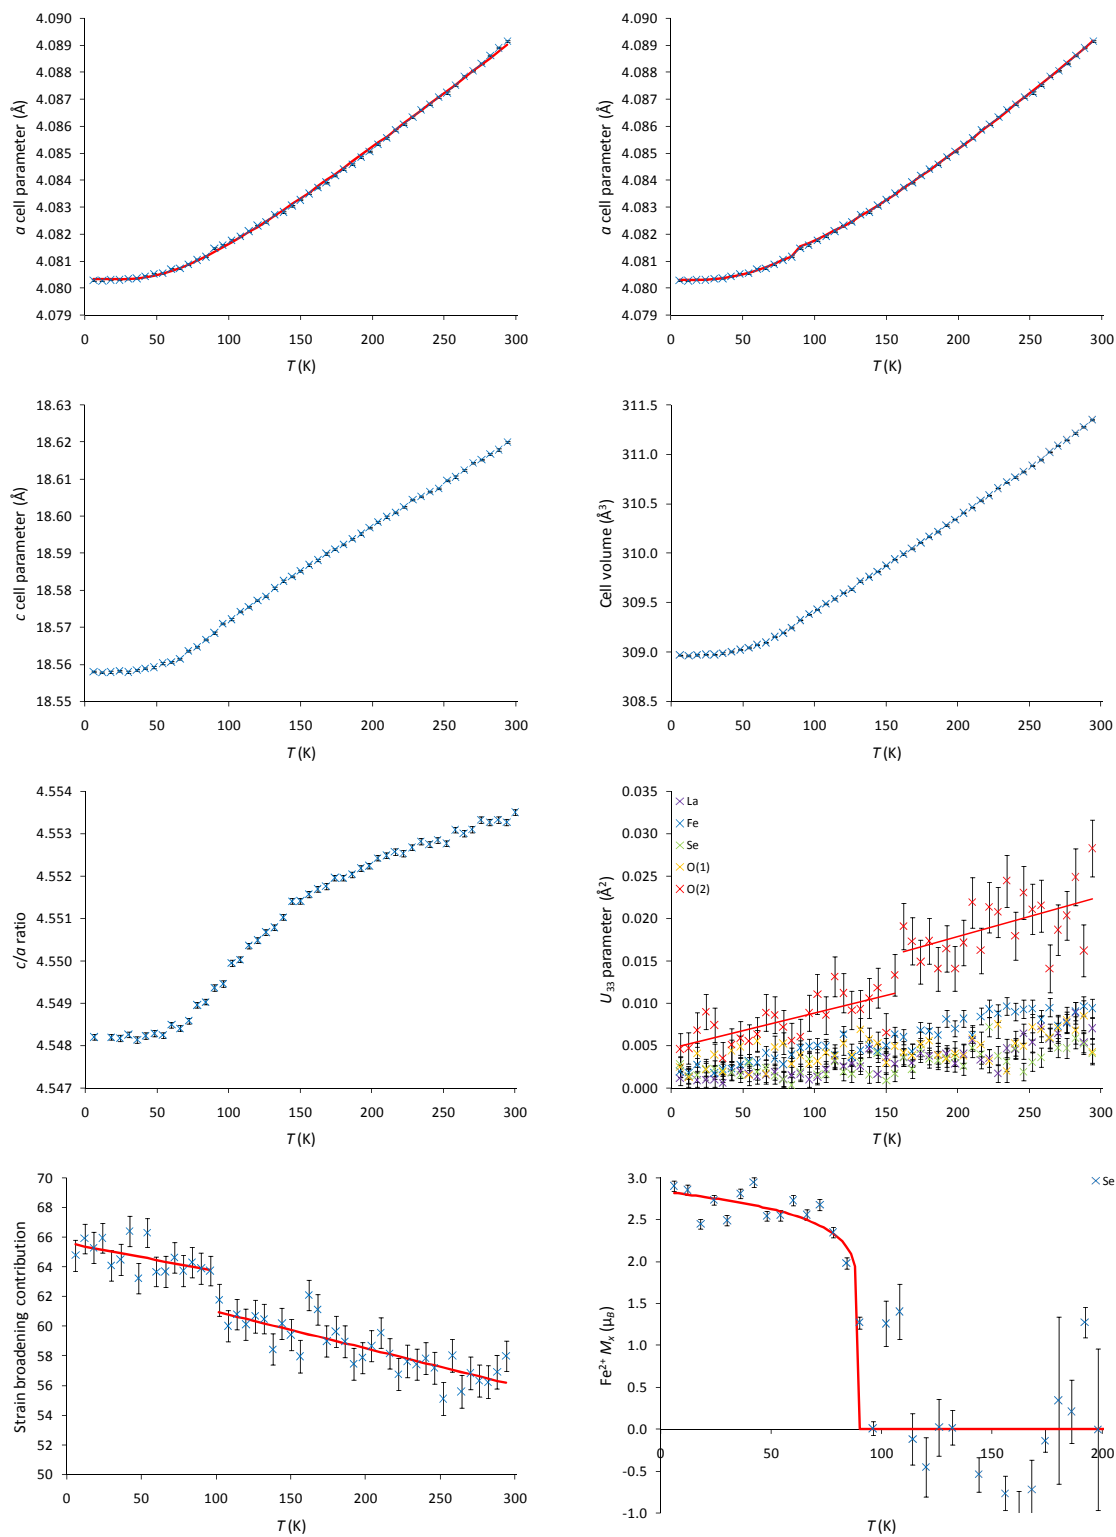 4.090
4.089
4.088
4.087
4.086
4.085
4.084
4.083
4.082
4.081
4.080
4.079
a cell parameter (Å)
0 50 100 150 200 250 300
T (K)
4.090
4.089
4.088
4.087
4.086
4.085
4.084
4.083
4.082
4.081
4.080
4.079
a cell parameter (Å)
0 50 100 150 200 250 300
T (K)
18.63
18.62
18.61
18.60
18.59
18.58
18.57
18.56
18.55
c cell parameter (Å)
0 50 100 150 200 250 300
T (K)
311.5
311.0
310.5
310.0
309.5
309.0
308.5
Cell volume (Å³)
0 50 100 150 200 250 300
T (K)
4.554
4.553
4.552
4.551
4.550
4.549
4.548
4.547
c/a ratio
0 50 100 150 200 250 300
T (K)
0.035
0.030
0.025
0.020
0.015
0.010
0.005
0.000
U33 parameter (Å²)
La
Fe
Se
O(1)
O(2)
0 50 100 150 200 250 300
T (K)
70
68
66
64
62
60
58
56
54
52
50
Strain broadening contribution
0 50 100 150 200 250 300
T (K)
3.0
2.5
2.0
1.5
1.0
0.5
0.0
-0.5
-1.0
Fe²⁺ Mx (μB)
Se
0 50 100 150 200
T (K)